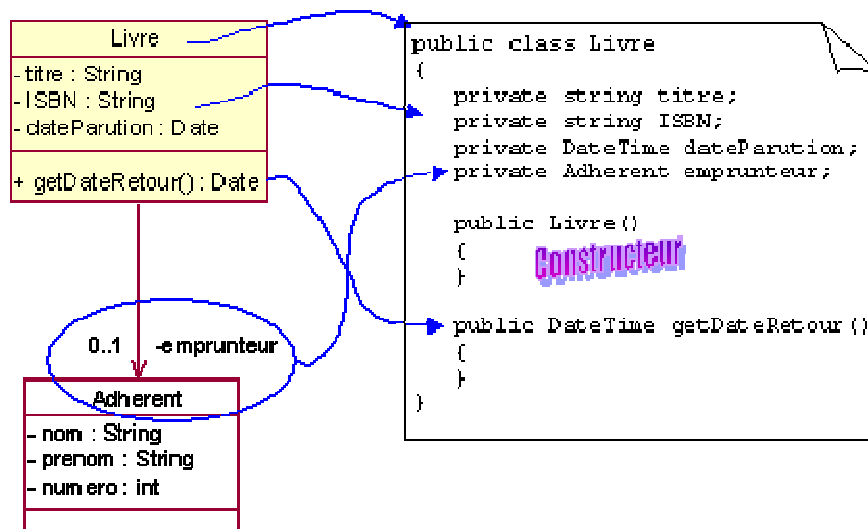 Livre
- titre : String
- ISBN : String
- dateParution : Date
+ getDateRetour() : Date
0..1 -emprunteur
Adherent
- nom : String
- prenom : String
- numero : int
public class Livre
{
private string titre;
private string ISBN;
private DateTime dateParution;
private Adherent emprunteur;
public Livre()
{
Constructeur
}
public DateTime getDateRetour()
{
}
}